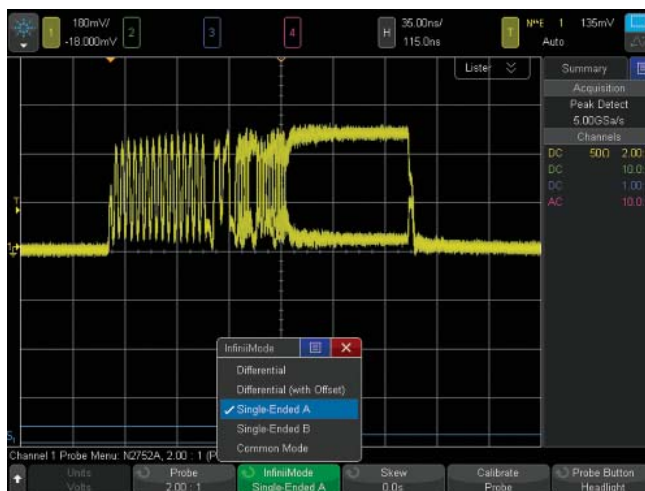 1 180mV/ 2 3 4 H 35.00ns/ T 1 135mV
-18.000mV 115.0ns Auto
Lister
Summary
Acquisition
Peak Detect
5.00GSa/s
Channels
DC 50Ω 2.00:
DC 10.0:
DC 1.00:
AC 10.0:
T
InfiniiMode
Differential
Differential (with Offset)
Single-Ended A
Single-Ended B
Common Mode
Channel 1 Probe Menu: N2752A, 2.00 : 1 (P
Units Probe InfiniiMode Skew Calibrate Probe Button
Volts 2.00 : 1 Single-Ended A 0.0s Probe Headlight